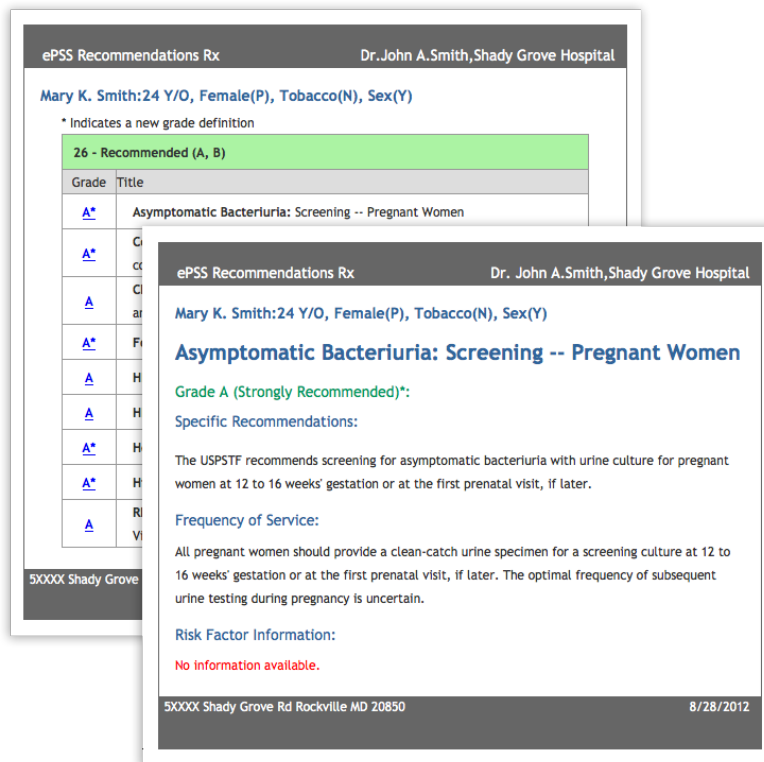 ePSS Recommendations Rx Dr.John A.Smith,Shady Grove Hospital
Mary K. Smith:24 Y/O, Female(P), Tobacco(N), Sex(Y)
* Indicates a new grade definition
26 - Recommended (A, B)
Grade Title
A* Asymptomatic Bacteriuria: Screening -- Pregnant Women
A*
A
A*
A
A
A*
A*
A
5XXXX Shady Grove
ePSS Recommendations Rx Dr. John A.Smith,Shady Grove Hospital
Mary K. Smith:24 Y/O, Female(P), Tobacco(N), Sex(Y)
Asymptomatic Bacteriuria: Screening -- Pregnant Women
Grade A (Strongly Recommended)*:
Specific Recommendations:
The USPSTF recommends screening for asymptomatic bacteriuria with urine culture for pregnant
women at 12 to 16 weeks' gestation or at the first prenatal visit, if later.
Frequency of Service:
All pregnant women should provide a clean-catch urine specimen for a screening culture at 12 to
16 weeks' gestation or at the first prenatal visit, if later. The optimal frequency of subsequent
urine testing during pregnancy is uncertain.
Risk Factor Information:
No information available.
5XXXX Shady Grove Rd Rockville MD 20850 8/28/2012